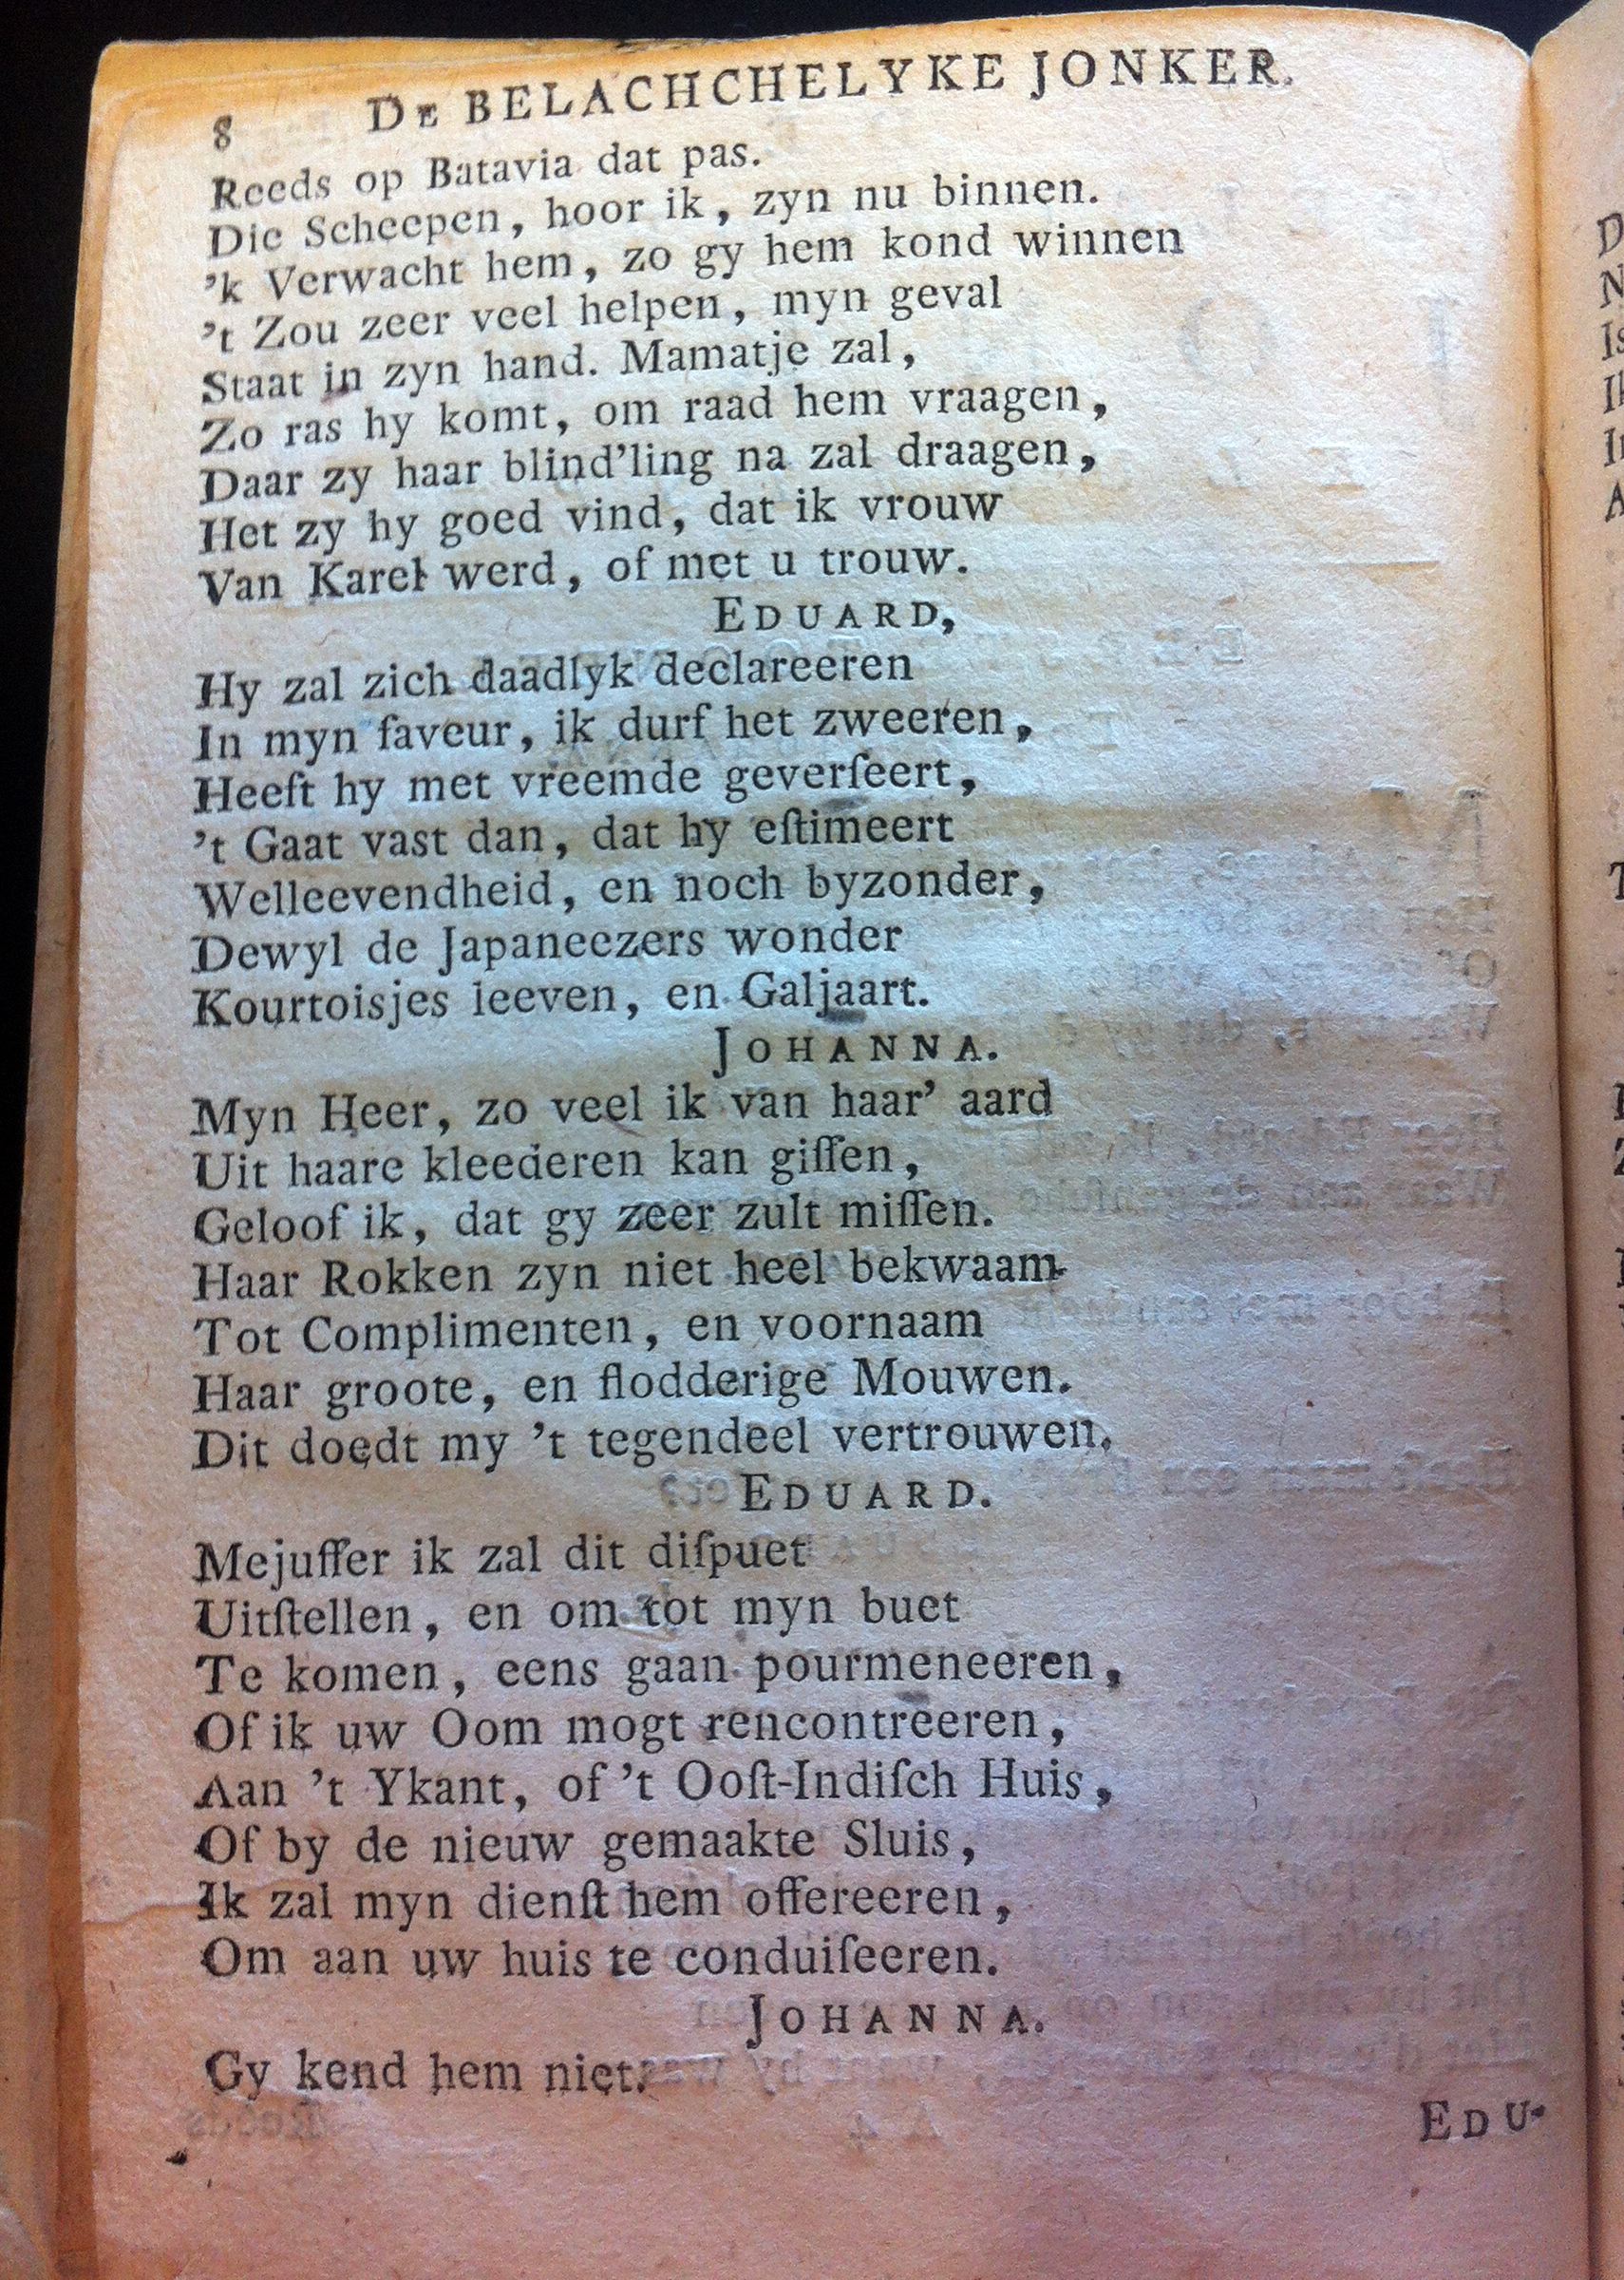 8 DE BELACHCHELYKE JONKER.
Reeds op Batavia dat pas.
Die Scheepen, hoor ik, zyn nu binnen.
’k Verwacht hem, zo gy hem kond winnen
’t Zou zeer veel helpen, myn geval
Staat in zyn hand. Mamatje zal,
Zo ras hy komt, om raad hem vraagen,
Daar zy haar blind’ling na zal draagen,
Het zy hy goed vind, dat ik vrouw
Van Karel werd, of met u trouw.
EDUARD,
Hy zal zich daadlyk declareeren
In myn faveur, ik durf het zweeren,
Heeft hy met vreemde geverſeert,
’t Gaat vast dan, dat hy eſtimeert
Welleevendheid, en noch byzonder,
Dewyl de Japaneezers wonder
Kourtoisjes leeven, en Galjaart.
JOHANNA.
Myn Heer, zo veel ik van haar’ aard
Uit haare kleederen kan giſſen,
Geloof ik, dat gy zeer zult miſſen.
Haar Rokken zyn niet heel bekwaam
Tot Complimenten, en voornaam
Haar groote, en flodderige Mouwen.
Dit doedt my ’t tegendeel vertrouwen.
EDUARD.
Mejuffer ik zal dit diſpuet
Uitſtellen, en om tot myn buet
Te komen, eens gaan pourmeneeren,
Of ik uw Oom mogt rencontreeren,
Aan ’t Ykant, of ’t Ooſt-Indiſch Huis,
Of by de nieuw gemaakte Sluis,
Ik zal myn dienſt hem offereeren,
Om aan uw huis te conduiſeeren.
JOHANNA.
Gy kend hem niet.
EDU-